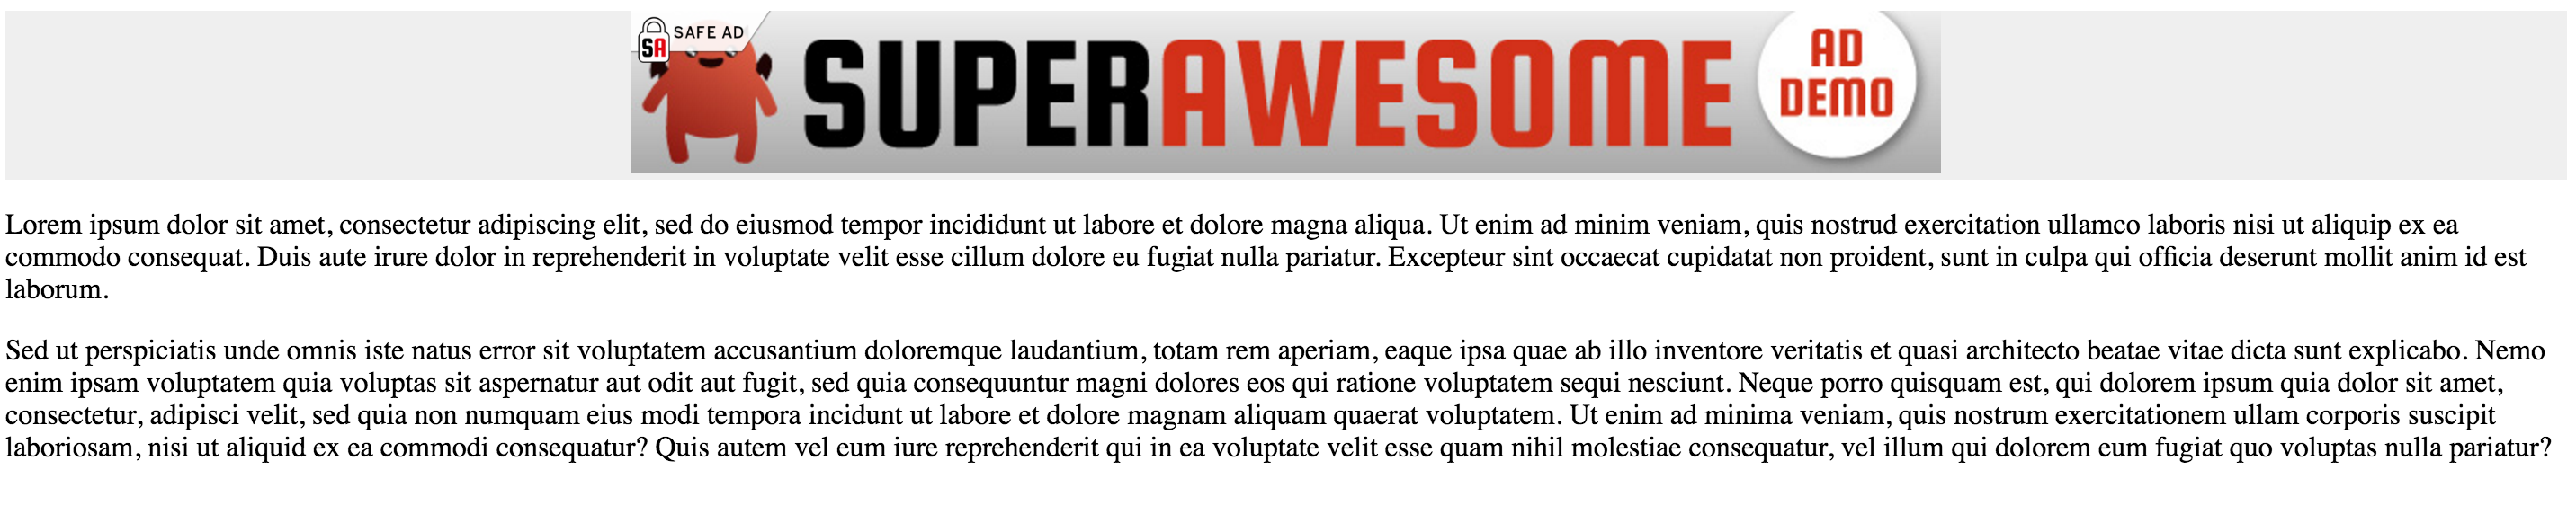 SA SAFE AD
SUPERAWESOME
AD
DEMO
Lorem ipsum dolor sit amet, consectetur adipiscing elit, sed do eiusmod tempor incididunt ut labore et dolore magna aliqua. Ut enim ad minim veniam, quis nostrud exercitation ullamco laboris nisi ut aliquip ex ea
commodo consequat. Duis aute irure dolor in reprehenderit in voluptate velit esse cillum dolore eu fugiat nulla pariatur. Excepteur sint occaecat cupidatat non proident, sunt in culpa qui officia deserunt mollit anim id est
laborum.
Sed ut perspiciatis unde omnis iste natus error sit voluptatem accusantium doloremque laudantium, totam rem aperiam, eaque ipsa quae ab illo inventore veritatis et quasi architecto beatae vitae dicta sunt explicabo. Nemo
enim ipsam voluptatem quia voluptas sit aspernatur aut odit aut fugit, sed quia consequuntur magni dolores eos qui ratione voluptatem sequi nesciunt. Neque porro quisquam est, qui dolorem ipsum quia dolor sit amet,
consectetur, adipisci velit, sed quia non numquam eius modi tempora incidunt ut labore et dolore magnam aliquam quaerat voluptatem. Ut enim ad minima veniam, quis nostrum exercitationem ullam corporis suscipit
laboriosam, nisi ut aliquid ex ea commodi consequatur? Quis autem vel eum iure reprehenderit qui in ea voluptate velit esse quam nihil molestiae consequatur, vel illum qui dolorem eum fugiat quo voluptas nulla pariatur?